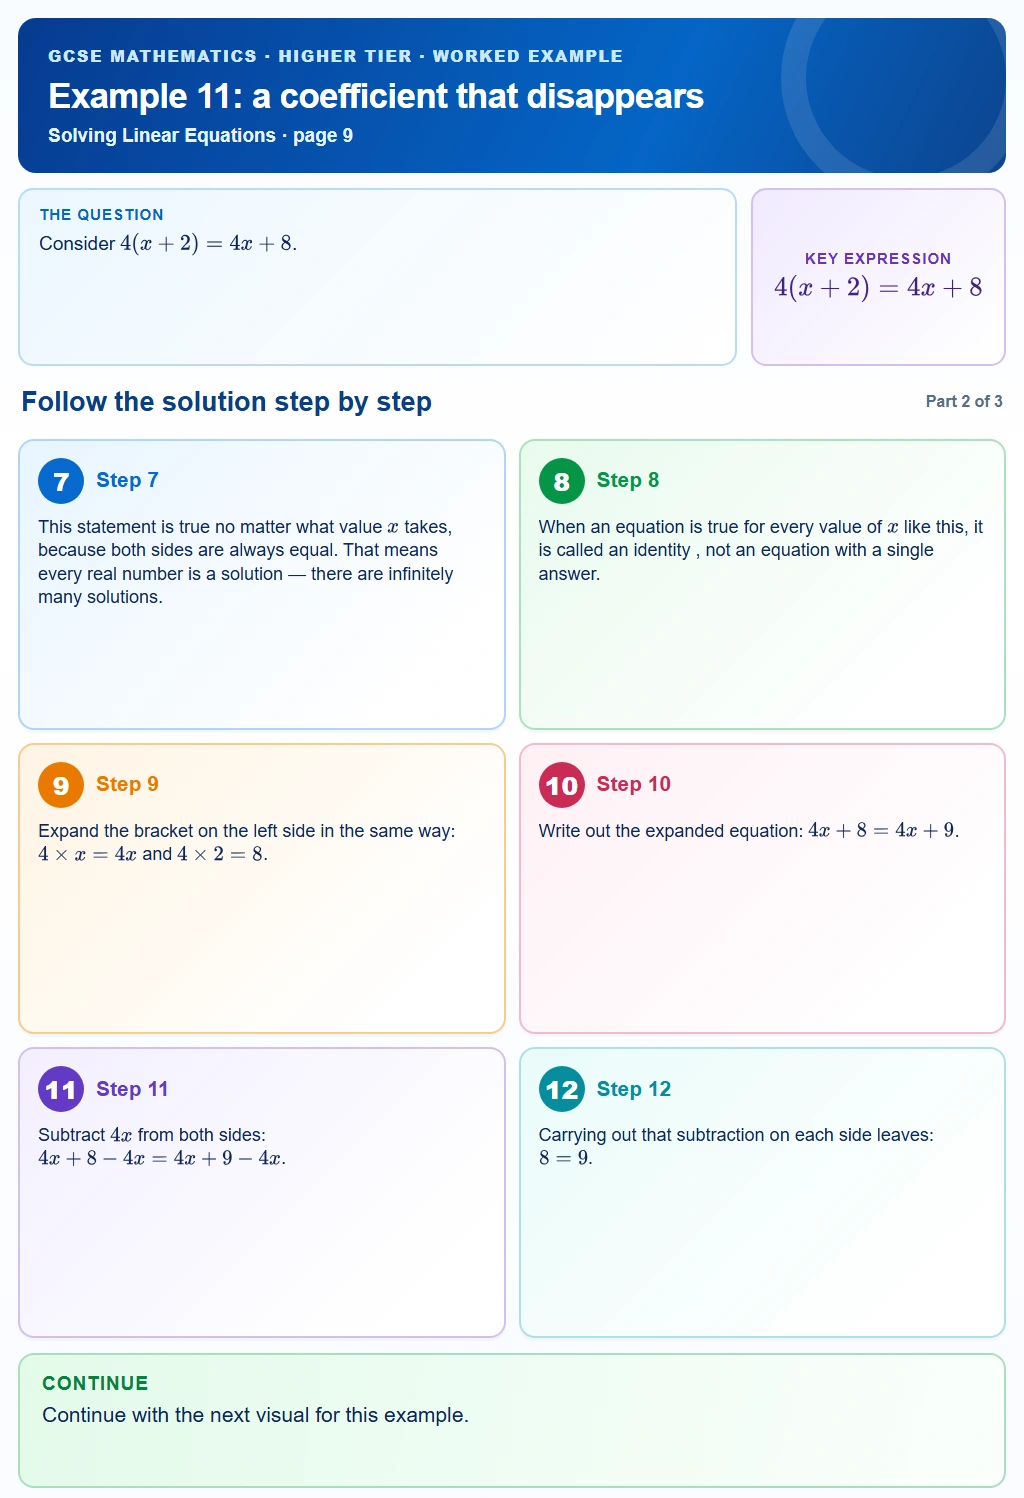 GCSE MATHEMATICS · HIGHER TIER · WORKED EXAMPLE
Example 11: a coefficient that disappears
Solving Linear Equations · page 9
THE QUESTION
Consider 4(x + 2) = 4x + 8.
KEY EXPRESSION
4(x + 2) = 4x + 8
Follow the solution step by step
Part 2 of 3
7 Step 7
This statement is true no matter what value x takes,
because both sides are always equal. That means
every real number is a solution — there are infinitely
many solutions.
8 Step 8
When an equation is true for every value of x like this, it
is called an identity , not an equation with a single
answer.
9 Step 9
Expand the bracket on the left side in the same way:
4 × x = 4x and 4 × 2 = 8.
10 Step 10
Write out the expanded equation: 4x + 8 = 4x + 9.
11 Step 11
Subtract 4x from both sides:
4x + 8 − 4x = 4x + 9 − 4x.
12 Step 12
Carrying out that subtraction on each side leaves:
8 = 9.
CONTINUE
Continue with the next visual for this example.